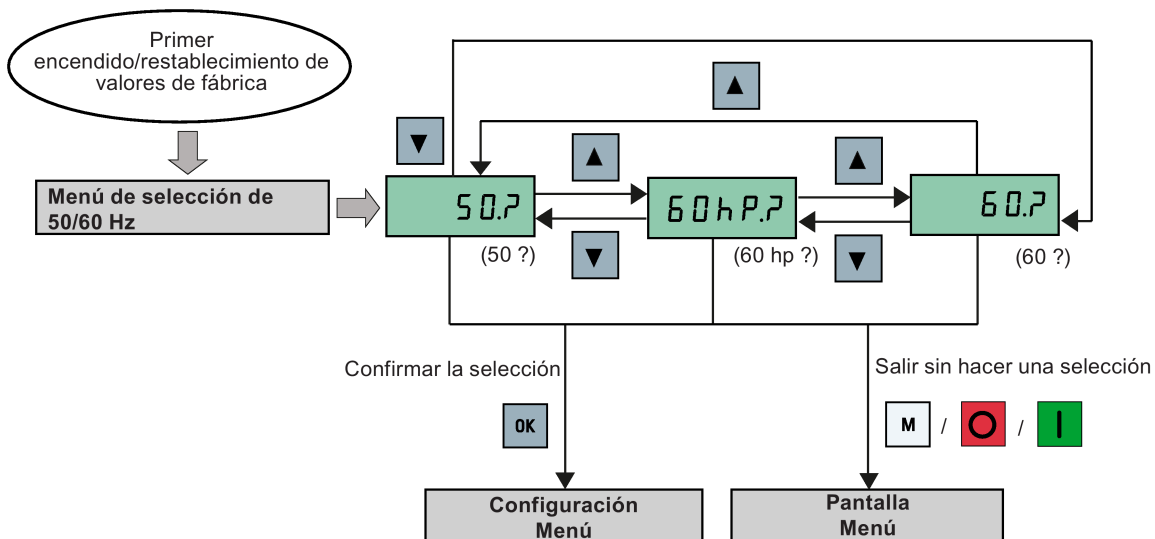 Primer
encendido/restablecimiento de
valores de fábrica
Menú de selección de
50/60 Hz
50.?
(50 ?)
60hP.?
(60 hp ?)
60.?
(60 ?)
Confirmar la selección
OK
Salir sin hacer una selección
M / O / I
Configuración
Menú
Pantalla
Menú